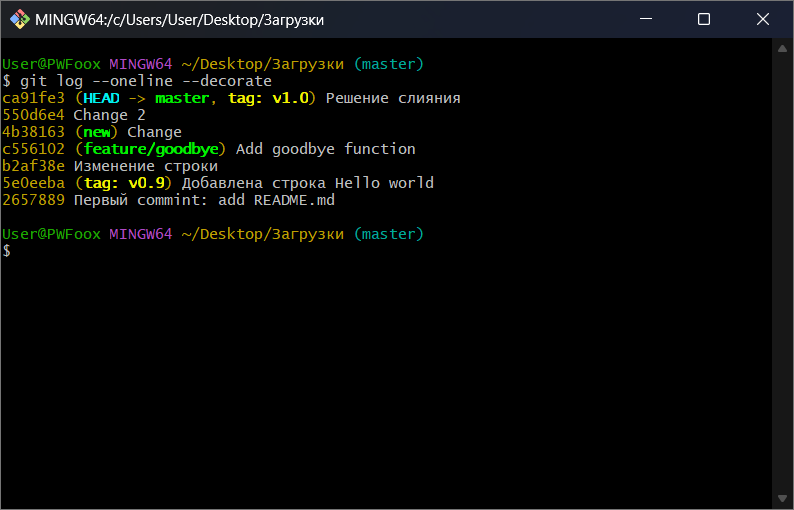 MINGW64:/c/Users/User/Desktop/Загрузки
User@PWFoox MINGW64 ~/Desktop/Загрузки (master)
$ git log --oneline --decorate
ca91fe3 (HEAD -> master, tag: v1.0) Решение слияния
550d6e4 Change 2
4b38163 (new) Change
c556102 (feature/goodbye) Add goodbye function
b2af38e Изменение строки
5e0eeba (tag: v0.9) Добавлена строка Hello world
2657889 Первый commint: add README.md
User@PWFoox MINGW64 ~/Desktop/Загрузки (master)
$